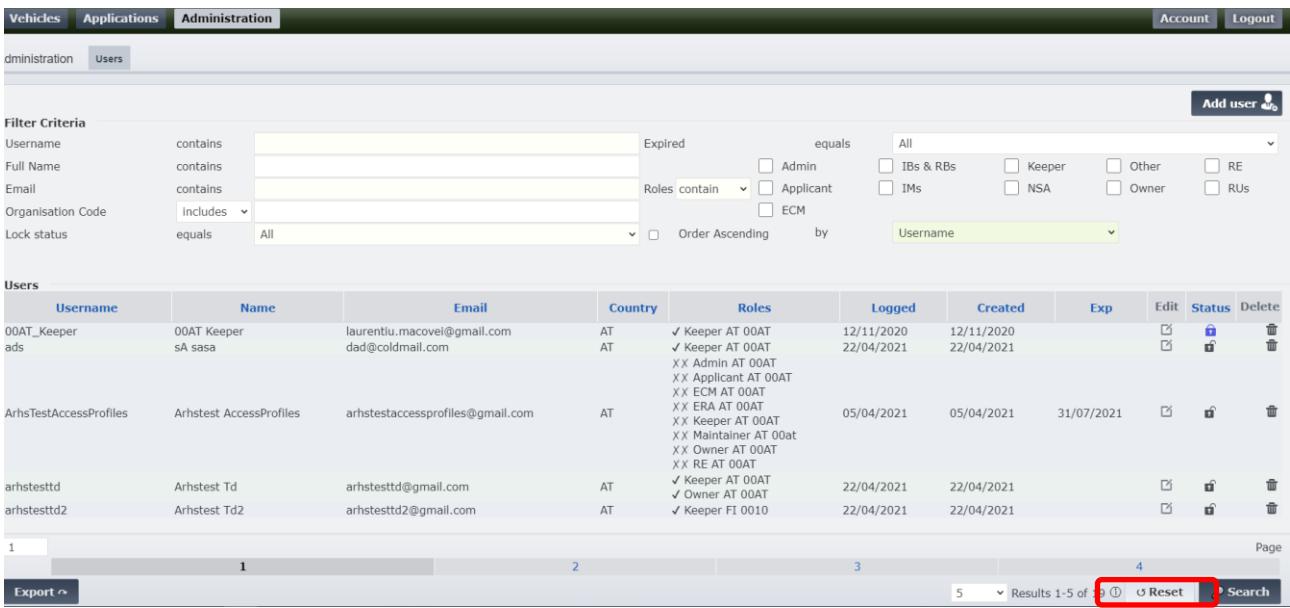 Vehicles Applications Administration Account Logout
dministration Users
Add user
Filter Criteria
Username contains Expired equals All
Full Name contains Admin IBs & RBs Keeper Other RE
Email contains Roles contain Applicant IMs NSA Owner RUs
Organisation Code includes ECM
Lock status equals All Order Ascending by Username
Users
Username Name Email Country Roles Logged Created Exp Edit Status Delete
00AT_Keeper 00AT Keeper laurentiu.macovei@gmail.com AT ✓ Keeper AT 00AT 12/11/2020 12/11/2020
ads sA sasa dad@coldmail.com AT ✓ Keeper AT 00AT 22/04/2021 22/04/2021
XX Admin AT 00AT
XX Applicant AT 00AT
XX ECM AT 00AT
XX ERA AT 00AT
ArhsTestAccessProfiles Arhstest AccessProfiles arhstestaccessprofiles@gmail.com AT XX Keeper AT 00AT 05/04/2021 05/04/2021 31/07/2021
XX Maintainer AT 00at
XX Owner AT 00AT
XX RE AT 00AT
arhstesttd Arhstest Td arhstesttd@gmail.com AT ✓ Keeper AT 00AT 22/04/2021 22/04/2021
✓ Owner AT 00AT
arhstesttd2 Arhstest Td2 arhstesttd2@gmail.com AT ✓ Keeper FI 0010 22/04/2021 22/04/2021
1 Page
1 2 3 4
Export 5 Results 1-5 of 19 Reset Search